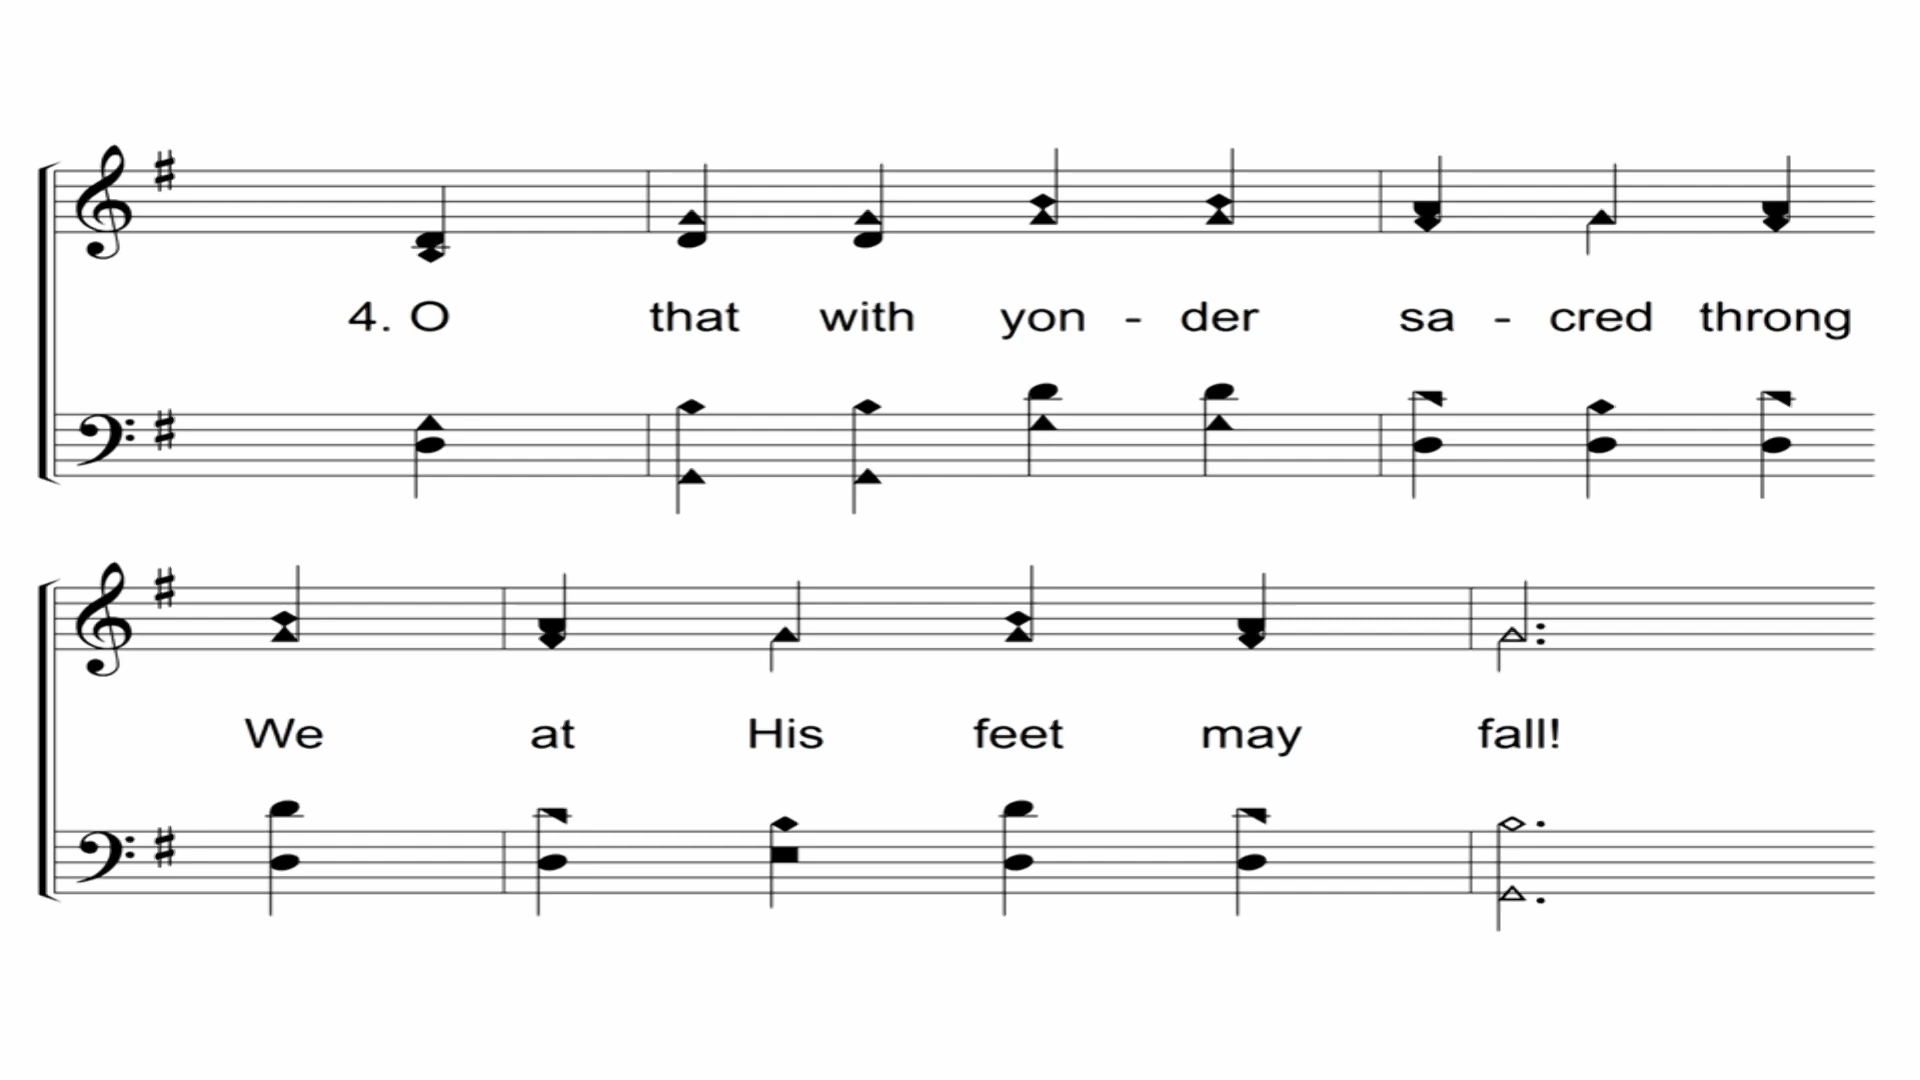 4. O that with yon - der sa - cred throng
We at His feet may fall!